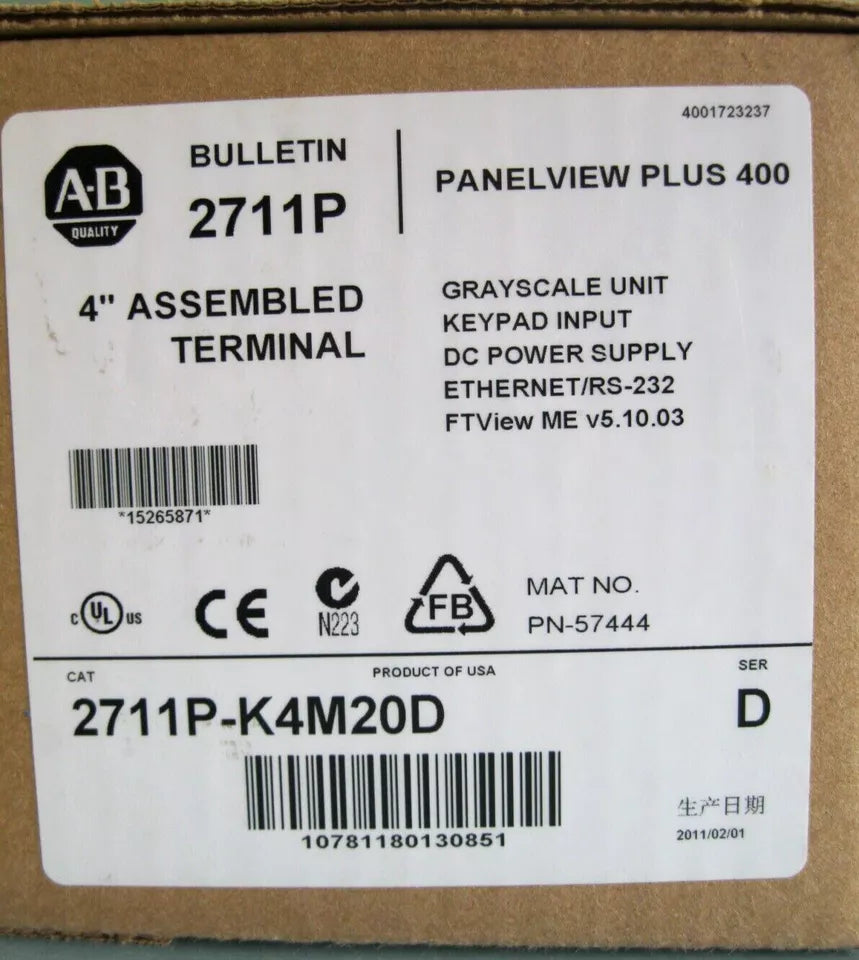 4001723237
A-B
QUALITY
BULLETIN
2711P
PANELVIEW PLUS 400
4" ASSEMBLED
TERMINAL
GRAYSCALE UNIT
KEYPAD INPUT
DC POWER SUPPLY
ETHERNET/RS-232
FTView ME v5.10.03
*15265871*
c UL us
CE
N223
FB
MAT NO.
PN-57444
CAT
PRODUCT OF USA
SER
2711P-K4M20D
D
10781180130851
生产日期
2011/02/01